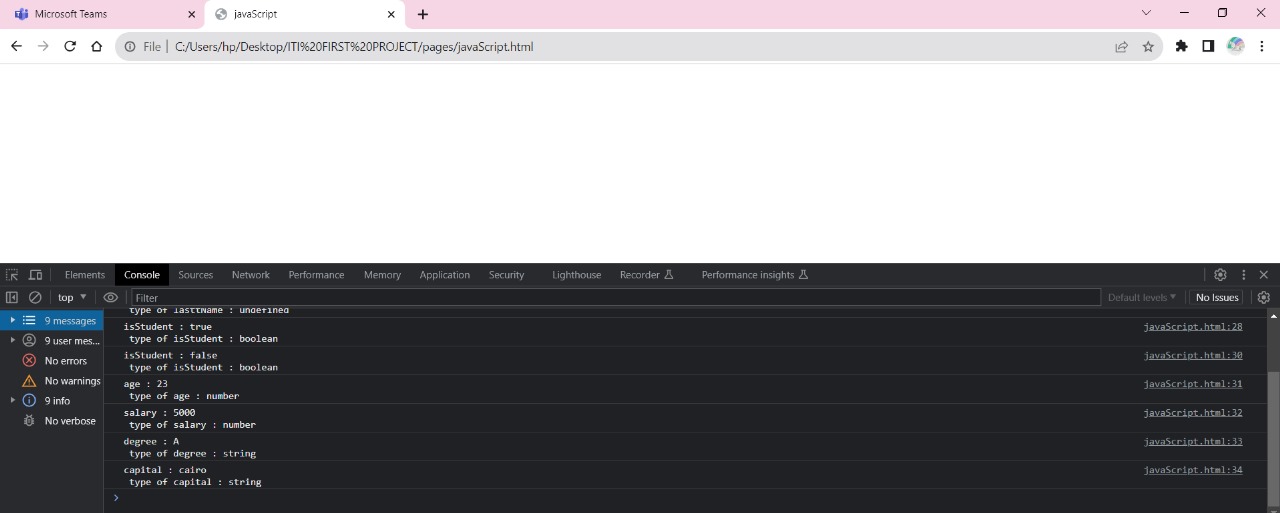 Microsoft Teams
javaScript
File | C:/Users/hp/Desktop/ITI%20FIRST%20PROJECT/pages/javaScript.html
Elements Console Sources Network Performance Memory Application Security Lighthouse Recorder Performance insights
top Filter Default levels No Issues
9 messages
9 user mes...
No errors
No warnings
9 info
No verbose
type of lasttName : undefined
isStudent : true javaScript.html:28
type of isStudent : boolean
isStudent : false javaScript.html:30
type of isStudent : boolean
age : 23 javaScript.html:31
type of age : number
salary : 5000 javaScript.html:32
type of salary : number
degree : A javaScript.html:33
type of degree : string
capital : cairo javaScript.html:34
type of capital : string